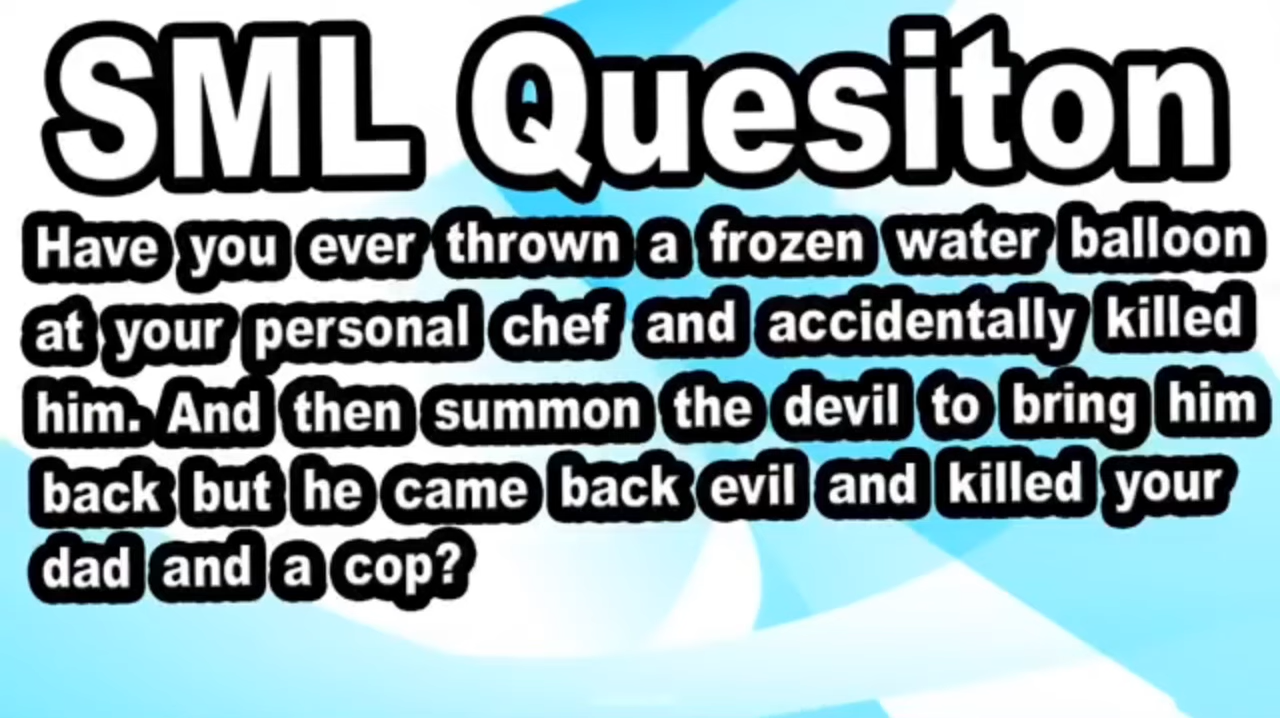 SML Quesiton
Have you ever thrown a frozen water balloon
at your personal chef and accidentally killed
him. And then summon the devil to bring him
back but he came back evil and killed your
dad and a cop?